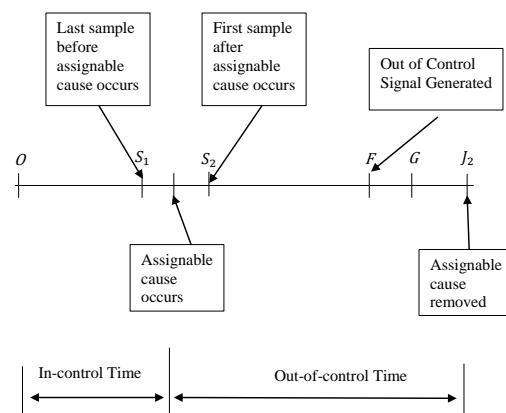 Last sample
before
assignable
cause occurs
First sample
after
assignable
cause occurs
Out of Control
Signal Generated
O
S₁
S₂
F
G
J₂
Assignable
cause
occurs
Assignable
cause
removed
In-control Time
Out-of-control Time